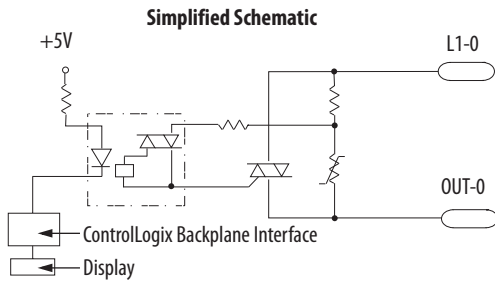 Simplified Schematic
+5V
L1-0
OUT-0
ControlLogix Backplane Interface
Display